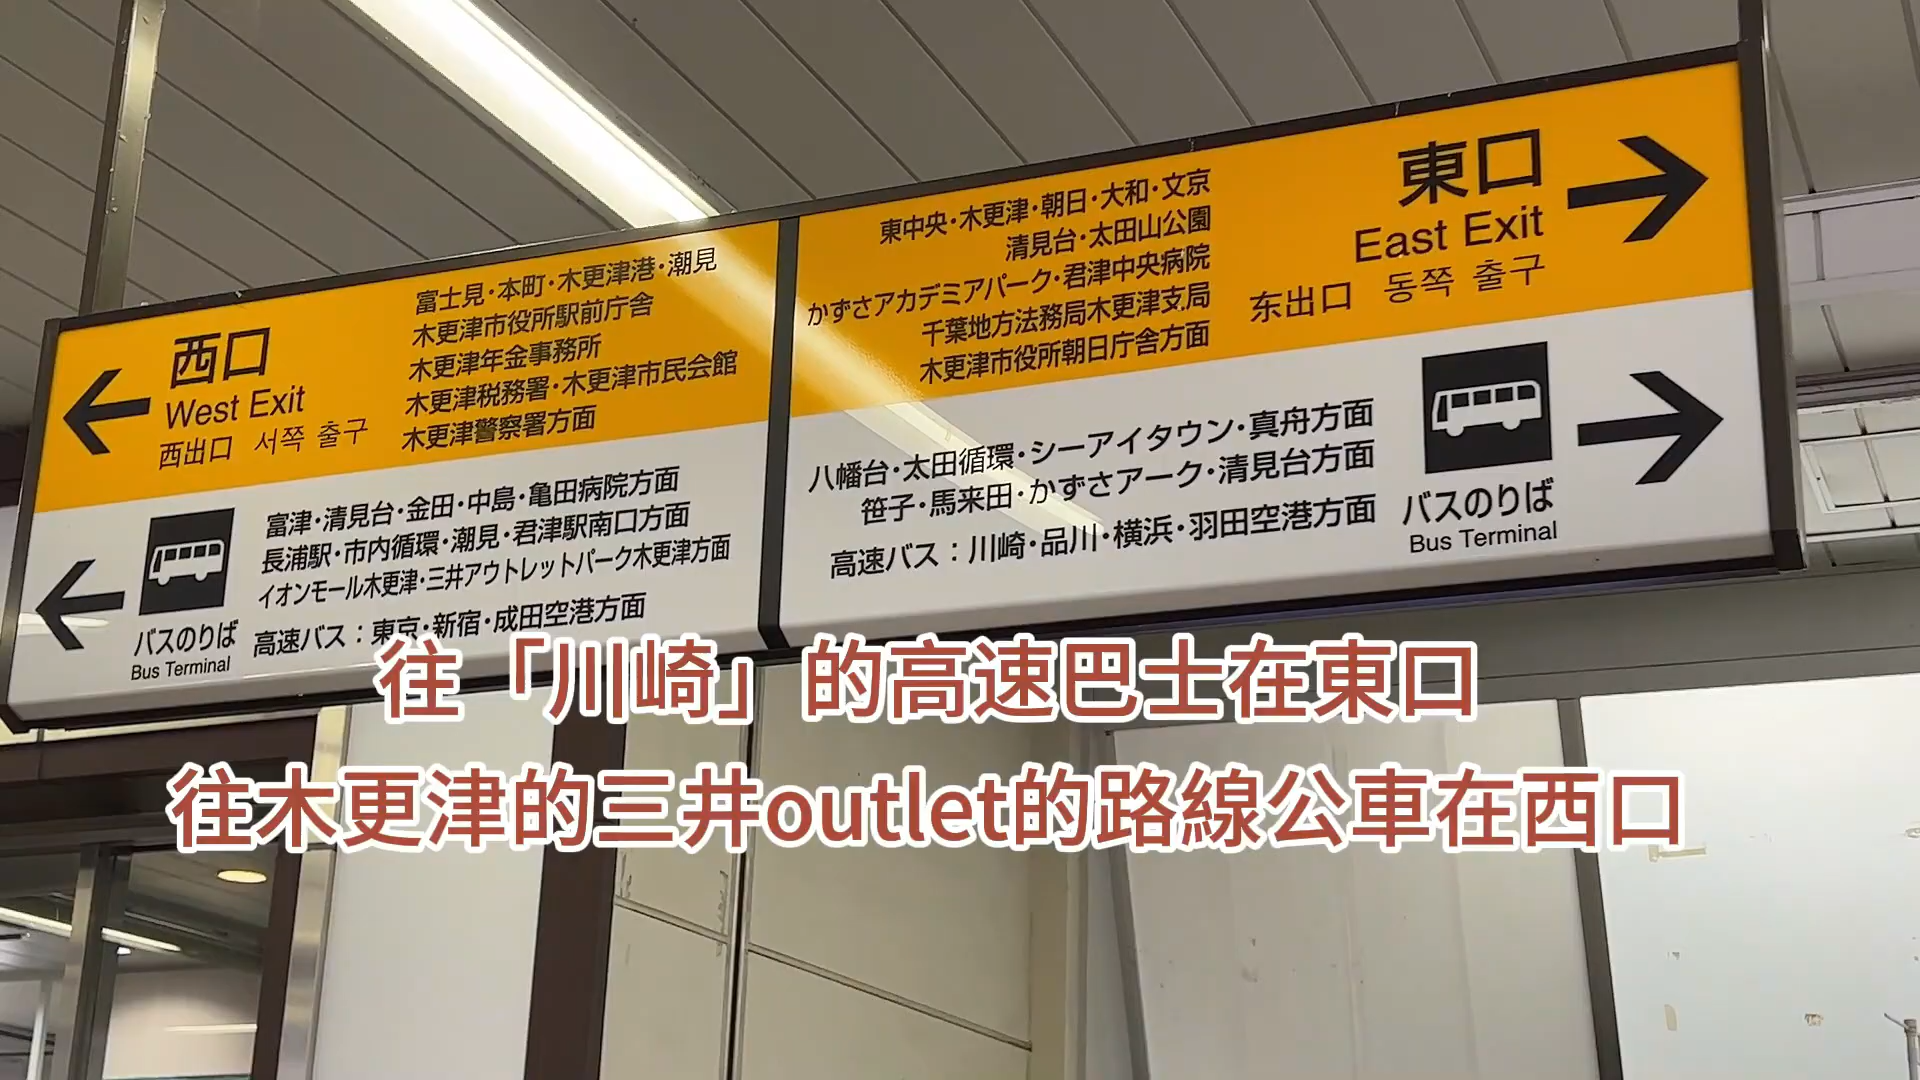 西口
West Exit
西出口 서쪽 출구
富士見・本町・木更津港・潮見
木更津市役所駅前庁舎
木更津年金事務所
木更津税務署・木更津市民会館
木更津警察署方面
バスのりば
Bus Terminal
富津・清見台・金田・中島・亀田病院方面
長浦駅・市内循環・潮見・君津駅南口方面
イオンモール木更津・三井アウトレットパーク木更津方面
高速バス：東京・新宿・成田空港方面
東中央・木更津・朝日・大和・文京
清見台・太田山公園
かずさアカデミアパーク・君津中央病院
千葉地方法務局木更津支局
木更津市役所朝日庁舎方面
東口
East Exit
东出口 동쪽 출구
八幡台・太田循環・シーアイタウン・真舟方面
笹子・馬来田・かずさアーク・清見台方面
高速バス：川崎・品川・横浜・羽田空港方面
バスのりば
Bus Terminal
往「川崎」的高速巴士在東口
往木更津的三井outlet的路線公車在西口